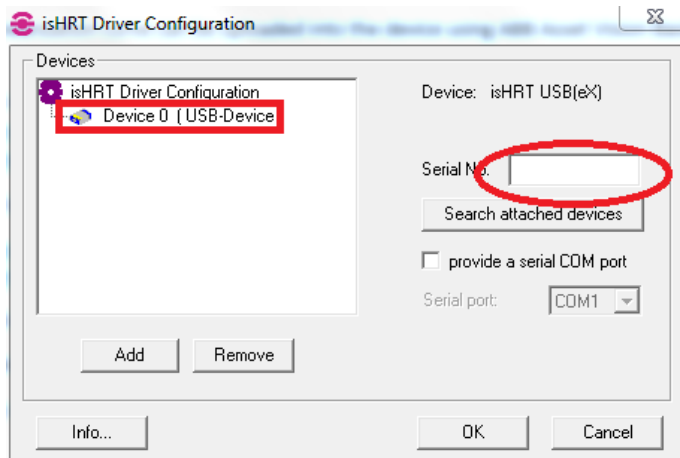 isHRT Driver Configuration
Devices
isHRT Driver Configuration
Device 0 ( USB-Device
Device: isHRT USB(eX)
Serial No.
Search attached devices
provide a serial COM port
Serial port: COM1
Add Remove
Info... OK Cancel